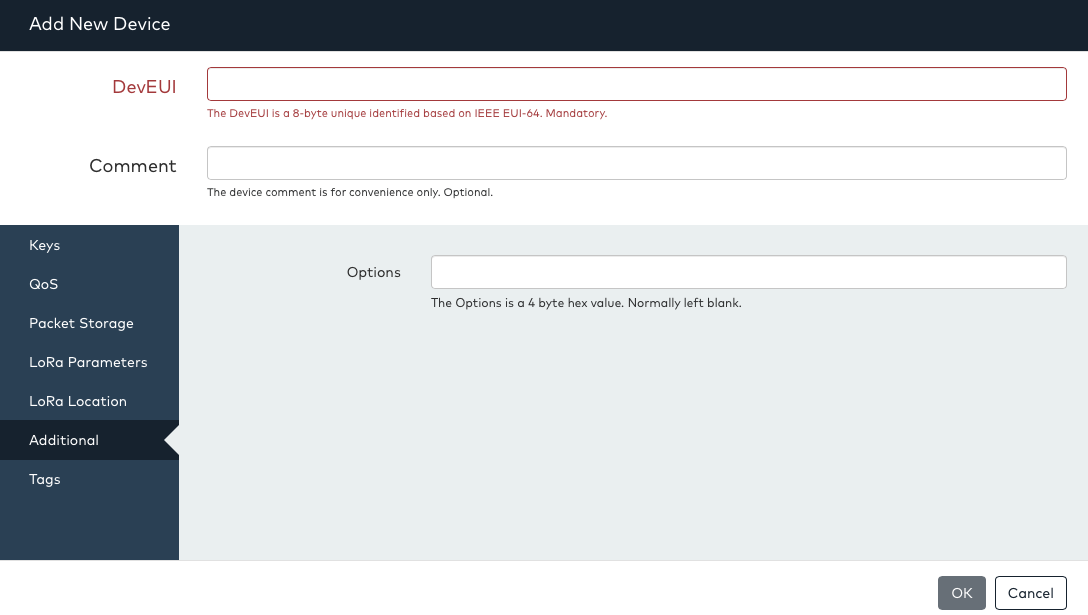 Add New Device
DevEUI
The DevEUI is a 8-byte unique identified based on IEEE EUI-64. Mandatory.
Comment
The device comment is for convenience only. Optional.
Keys
QoS
Packet Storage
LoRa Parameters
LoRa Location
Additional
Tags
Options
The Options is a 4 byte hex value. Normally left blank.
OK
Cancel